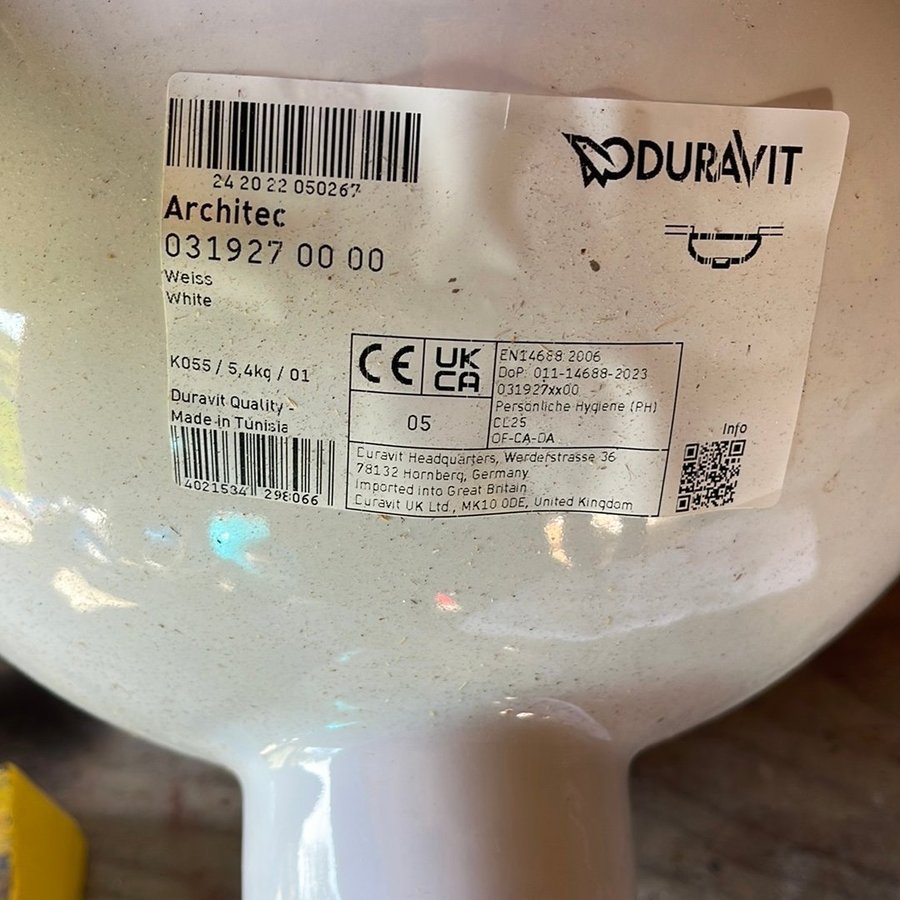 24 20 22 050267
DURAVIT
Architec
031927 00 00
Weiss
White
K055 / 5,4kg / 01
Duravit Quality -
Made in Tunisia
4021534 298066
CE
UK
CA
05
EN14688 2006
DoP: 011-14688-2023
031927xx00
Persönliche Hygiene (PH)
CL25
OF-CA-DA
Duravit Headquarters, Werderstrasse 36
78132 Hornberg, Germany
Imported into Great Britain
Duravit UK Ltd., MK10 0DE, United Kingdom
Info